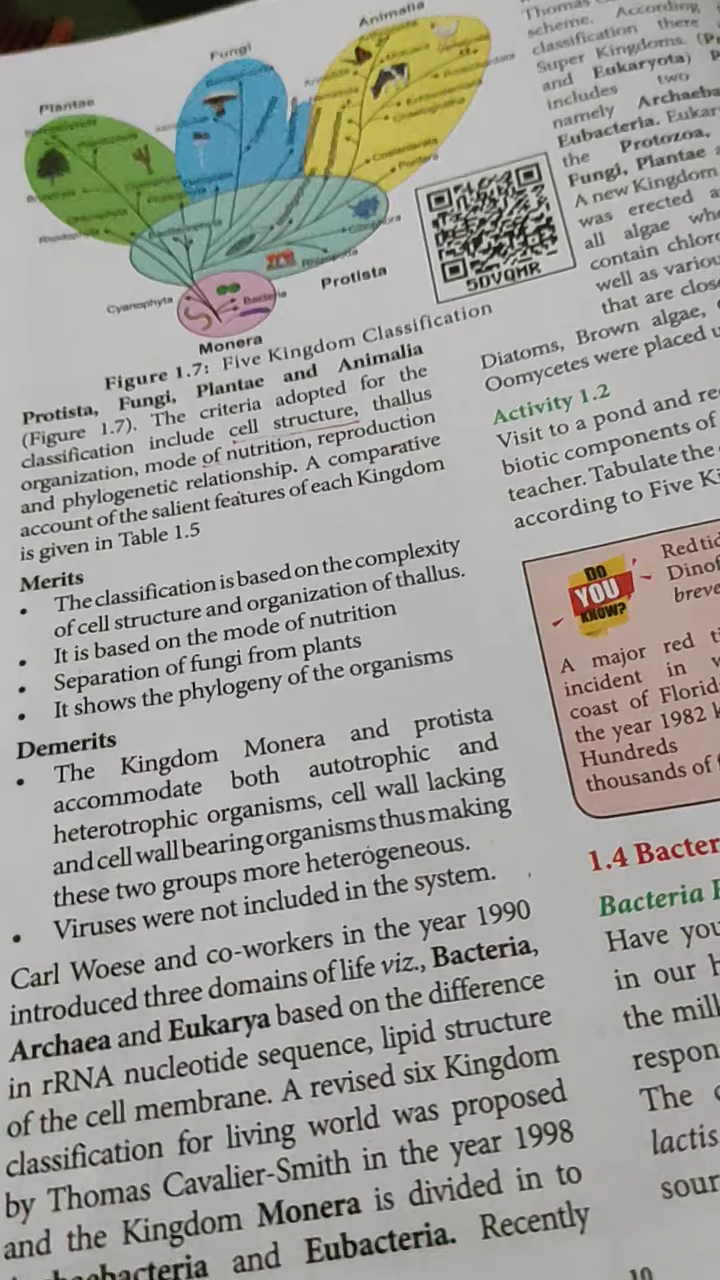 Animalia
Fungi
Plantae
Cyanophyta
Bacteria
Protista
Monera
5DVQMR
Figure 1.7: Five Kingdom Classification
Protista, Fungi, Plantae and Animalia
(Figure 1.7). The criteria adopted for the
classification include cell structure, thallus
organization, mode of nutrition, reproduction
and phylogenetic relationship. A comparative
account of the salient features of each Kingdom
is given in Table 1.5
Merits
• The classification is based on the complexity
of cell structure and organization of thallus.
• It is based on the mode of nutrition
• Separation of fungi from plants
• It shows the phylogeny of the organisms
Demerits
• The Kingdom Monera and protista
accommodate both autotrophic and
heterotrophic organisms, cell wall lacking
and cell wall bearing organisms thus making
these two groups more heterogeneous.
• Viruses were not included in the system.
Carl Woese and co-workers in the year 1990
introduced three domains of life viz., Bacteria,
Archaea and Eukarya based on the difference
in rRNA nucleotide sequence, lipid structure
of the cell membrane. A revised six Kingdom
classification for living world was proposed
by Thomas Cavalier-Smith in the year 1998
and the Kingdom Monera is divided in to
and Eubacteria. Recently
Thomas
scheme. According
classification there
Super Kingdoms.
and Eukaryota)
includes two
namely Archaeba
Eubacteria. Eukar
the Protozoa,
Fungi, Plantae
A new Kingdom
was erected
all algae
contain chlor
well as variou
that are close
Diatoms, Brown algae,
Oomycetes were placed
Activity 1.2
Visit to a pond and re
biotic components of
teacher. Tabulate the
according to Five Ki
DO
YOU
KNOW?
Red tid
Dinof
breve
A major red
incident in
coast of Florid
the year 1982
Hundreds
thousands of
1.4 Bacter
Bacteria
Have you
in our
the mill
respon
The
lactis
sour
10